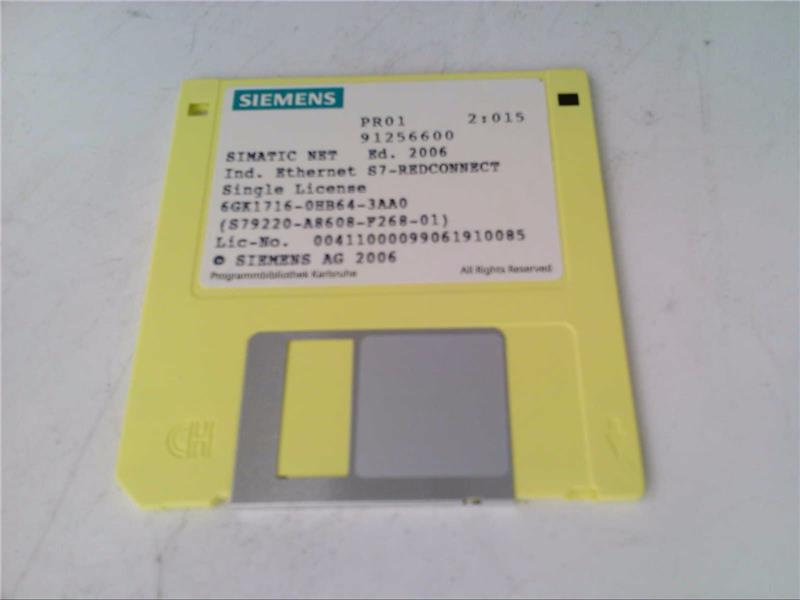 SIEMENS
PR01 2:015
91256600
SIMATIC NET Ed. 2006
Ind. Ethernet S7-REDCONNECT
Single License
6GK1716-0HB64-3AA0
(S79220-A8608-F268-01)
Lic-No. 00411000099061910085
© SIEMENS AG 2006
Programmbibliothek Karlsruhe All Rights Reserved
CH